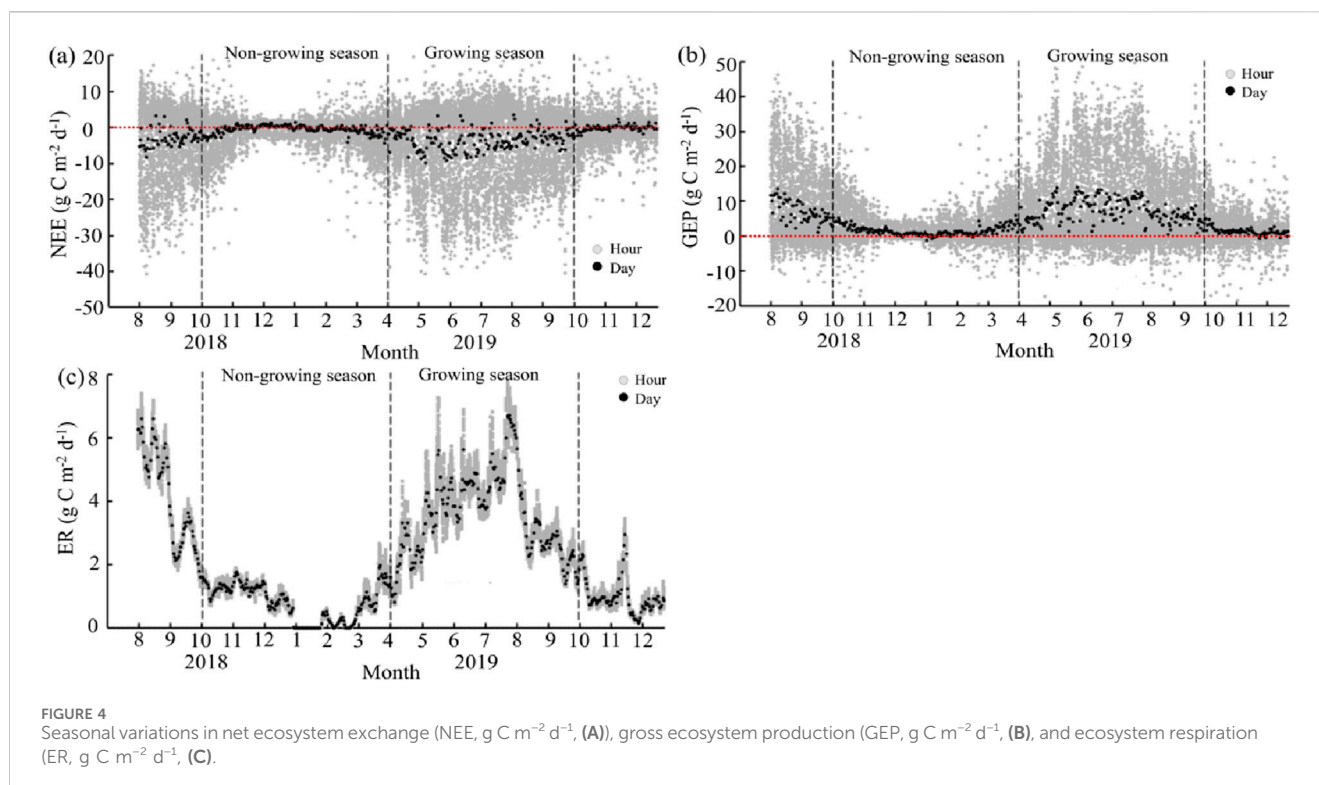 (a)
Non-growing season Growing season
20
10
0
-10
-20
-30
-40
-50
NEE (g C m⁻² d⁻¹)
Hour
Day
8 9 10 11 12 1 2 3 4 5 6 7 8 9 10 11 12
2018 2019
Month
(b)
Non-growing season Growing season
50
40
30
20
10
0
-10
-20
GEP (g C m⁻² d⁻¹)
Hour
Day
8 9 10 11 12 1 2 3 4 5 6 7 8 9 10 11 12
2018 2019
Month
(c)
Non-growing season Growing season
8
6
4
2
0
ER (g C m⁻² d⁻¹)
Hour
Day
8 9 10 11 12 1 2 3 4 5 6 7 8 9 10 11 12
2018 2019
Month
FIGURE 4
Seasonal variations in net ecosystem exchange (NEE, g C m⁻² d⁻¹, (A)), gross ecosystem production (GEP, g C m⁻² d⁻¹, (B), and ecosystem respiration
(ER, g C m⁻² d⁻¹, (C).